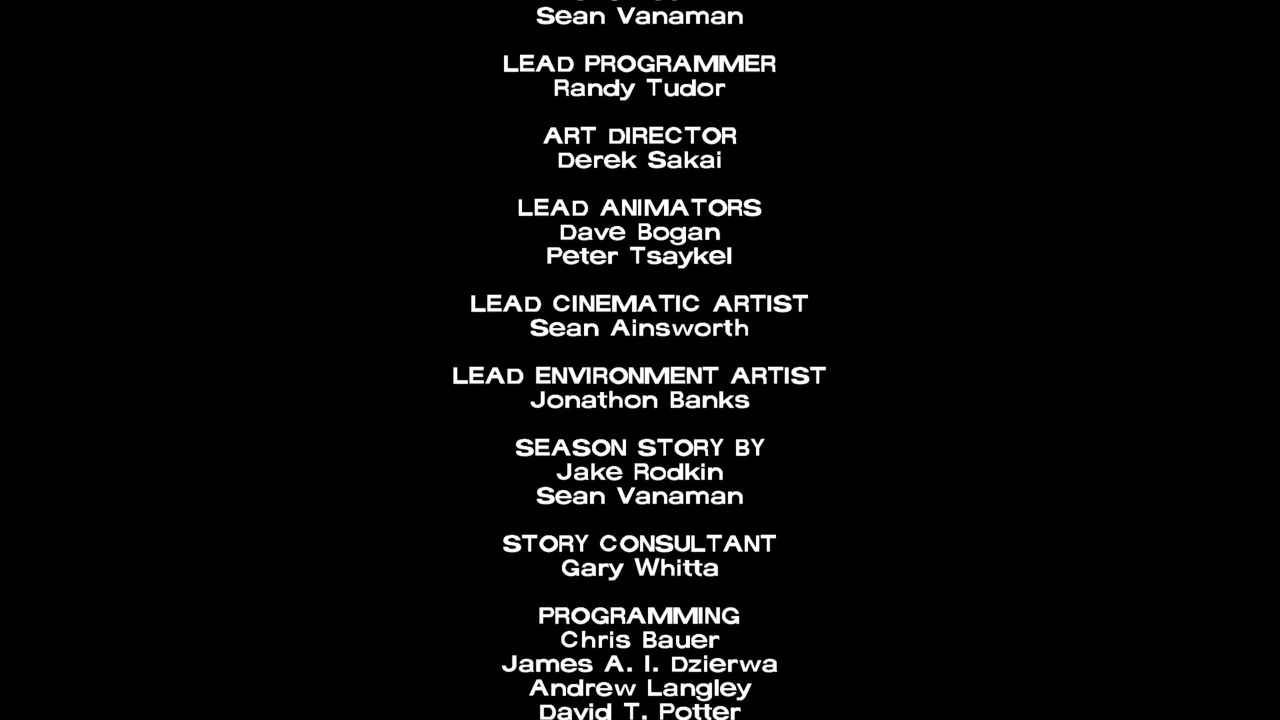 Sean Vanaman
LEAD PROGRAMMER
Randy Tudor
ART DIRECTOR
Derek Sakai
LEAD ANIMATORS
Dave Bogan
Peter Tsaykel
LEAD CINEMATIC ARTIST
Sean Ainsworth
LEAD ENVIRONMENT ARTIST
Jonathon Banks
SEASON STORY BY
Jake Rodkin
Sean Vanaman
STORY CONSULTANT
Gary Whitta
PROGRAMMING
Chris Bauer
James A. I. Dzierwa
Andrew Langley
David T. Potter